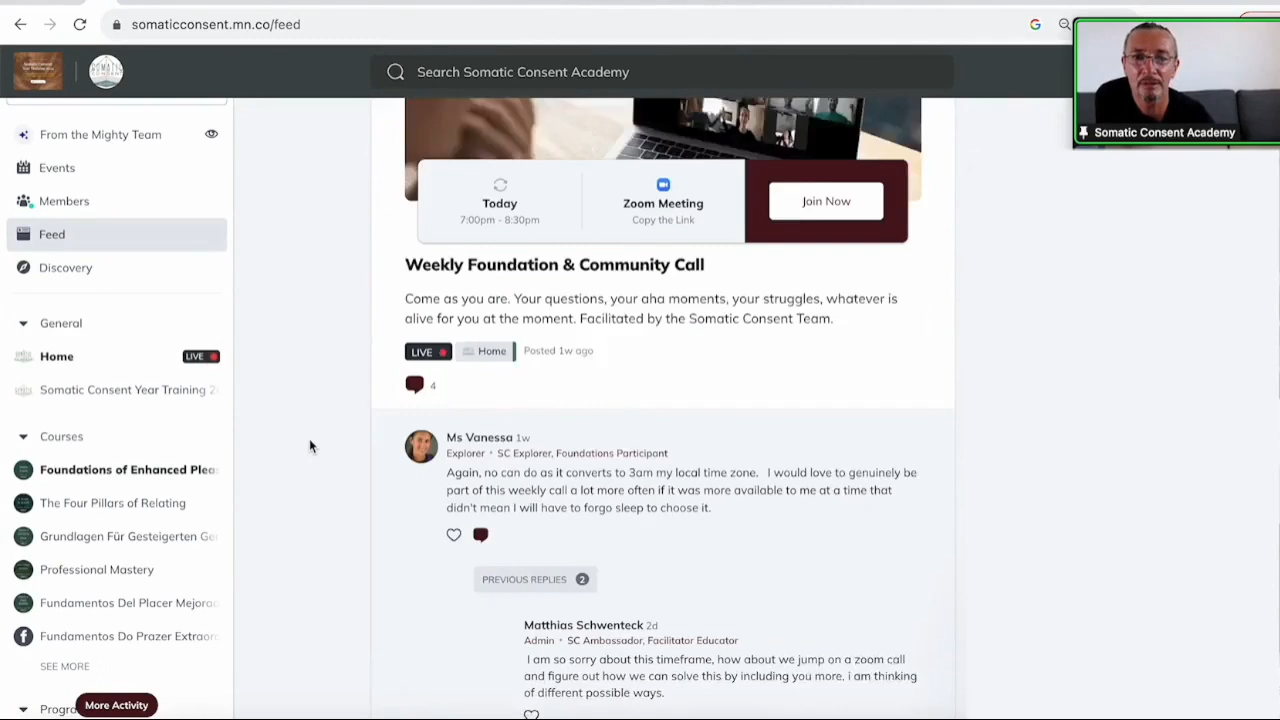 somaticconsent.mn.co/feed
Search Somatic Consent Academy
Somatic Consent Academy
From the Mighty Team
Events
Members
Feed
Discovery
General
Home
LIVE
Somatic Consent Year Training 2
Courses
Foundations of Enhanced Plea
The Four Pillars of Relating
Grundlagen Für Gesteigerten Ge
Professional Mastery
Fundamentos Del Placer Mejorad
Fundamentos Do Prazer Extraor
SEE MORE
Progra
More Activity
Today
7:00pm - 8:30pm
Zoom Meeting
Copy the Link
Join Now
Weekly Foundation & Community Call
Come as you are. Your questions, your aha moments, your struggles, whatever is
alive for you at the moment. Facilitated by the Somatic Consent Team.
LIVE Home Posted 1w ago
4
Ms Vanessa 1w
Explorer • SC Explorer, Foundations Participant
Again, no can do as it converts to 3am my local time zone. I would love to genuinely be
part of this weekly call a lot more often if it was more available to me at a time that
didn't mean I will have to forgo sleep to choose it.
PREVIOUS REPLIES 2
Matthias Schwenteck 2d
Admin • SC Ambassador, Facilitator Educator
I am so sorry about this timeframe, how about we jump on a zoom call
and figure out how we can solve this by including you more, i am thinking
of different possible ways.